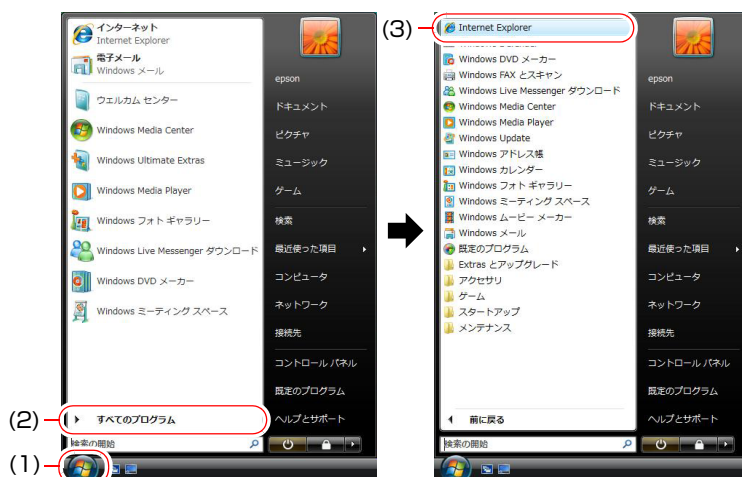 インターネット
Internet Explorer
電子メール
Windows メール
ウェルカム センター
Windows Media Center
Windows Ultimate Extras
Windows Media Player
Windows フォト ギャラリー
Windows Live Messenger ダウンロード
Windows DVD メーカー
Windows ミーティング スペース
(2)
すべてのプログラム
検索の開始
(1)
epson
ドキュメント
ピクチャ
ミュージック
ゲーム
検索
最近使った項目
コンピュータ
ネットワーク
接続先
コントロール パネル
既定のプログラム
ヘルプとサポート
(3)
Internet Explorer
Windows DVD メーカー
Windows FAX とスキャン
Windows Live Messenger ダウンロード
Windows Media Center
Windows Media Player
Windows Update
Windows アドレス帳
Windows カレンダー
Windows フォト ギャラリー
Windows ミーティング スペース
Windows ムービー メーカー
Windows メール
既定のプログラム
Extras とアップグレード
アクセサリ
ゲーム
スタートアップ
メンテナンス
前に戻る
検索の開始
epson
ドキュメント
ピクチャ
ミュージック
ゲーム
検索
最近使った項目
コンピュータ
ネットワーク
接続先
コントロール パネル
既定のプログラム
ヘルプとサポート